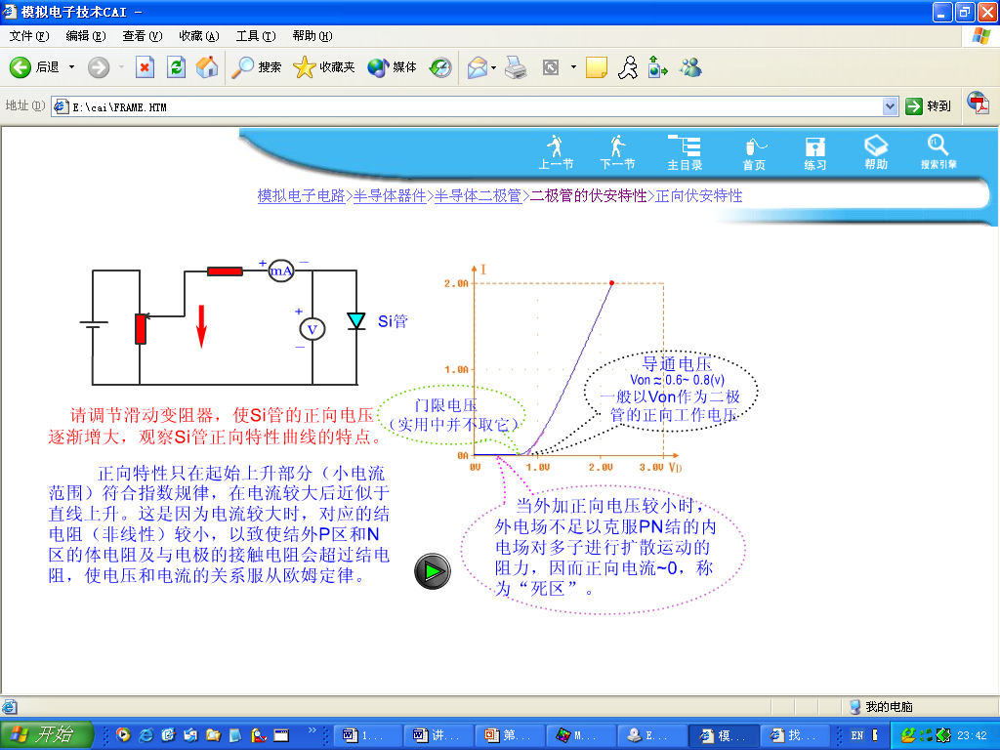 模拟电子技术CAI -
文件(F) 编辑(E) 查看(V) 收藏(A) 工具(T) 帮助(H)
后退 搜索 收藏夹 媒体
地址(D) E:\cai\FRAME.HTM 转到
上一节 下一节 主目录 首页 练习 帮助 搜索引擎
模拟电子电路>半导体器件>半导体二极管>二极管的伏安特性>正向伏安特性
+ mA −
+
V
−
Si管
I
2.0A
1.0A
0A
0V 1.0V 2.0V 3.0V VD
导通电压
Von≈0.6~0.8(v)
一般以Von作为二极
管的正向工作电压
门限电压
(实用中并不取它)
请调节滑动变阻器，使Si管的正向电压
逐渐增大，观察Si管正向特性曲线的特点。
正向特性只在起始上升部分（小电流
范围）符合指数规律，在电流较大后近似于
直线上升。这是因为电流较大时，对应的结
电阻（非线性）较小，以致使结外P区和N
区的体电阻及与电极的接触电阻会超过结电
阻，使电压和电流的关系服从欧姆定律。
当外加正向电压较小时，
外电场不足以克服PN结的内
电场对多子进行扩散运动的
阻力，因而正向电流~0，称
为“死区”。
我的电脑
开始 1... 讲... 第... M... E... 模... 找... EN 23:42